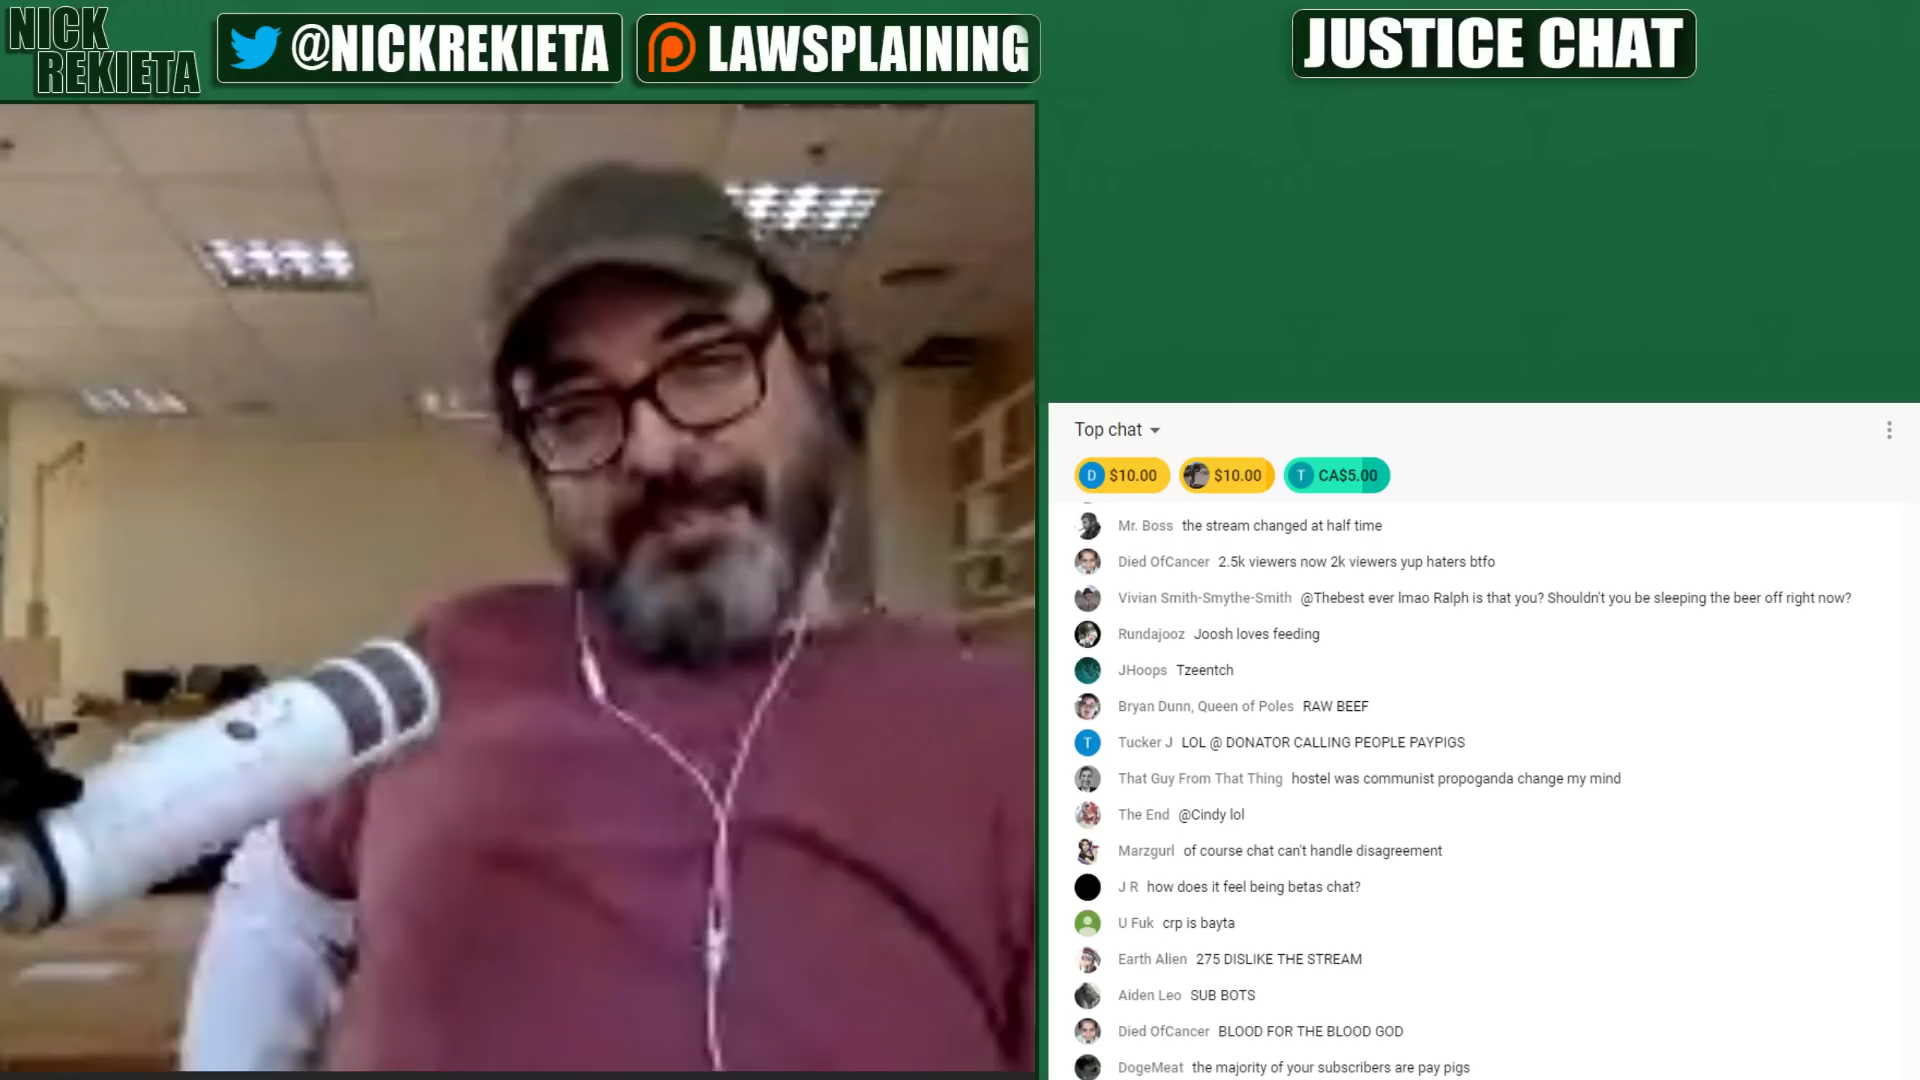 NICK
REKIETA
@NICKREKIETA
LAWSPLAINING
JUSTICE CHAT
Top chat
D $10.00
$10.00
T CA$5.00
Mr. Boss the stream changed at half time
Died OfCancer 2.5k viewers now 2k viewers yup haters btfo
Vivian Smith-Smythe-Smith @Thebest ever lmao Ralph is that you? Shouldn't you be sleeping the beer off right now?
Rundajooz Joosh loves feeding
JHoops Tzeentch
Bryan Dunn, Queen of Poles RAW BEEF
T Tucker J LOL @ DONATOR CALLING PEOPLE PAYPIGS
That Guy From That Thing hostel was communist propoganda change my mind
The End @Cindy lol
Marzgurl of course chat can't handle disagreement
J R how does it feel being betas chat?
U Fuk crp is bayta
Earth Alien 275 DISLIKE THE STREAM
Aiden Leo SUB BOTS
Died OfCancer BLOOD FOR THE BLOOD GOD
DogeMeat the majority of your subscribers are pay pigs